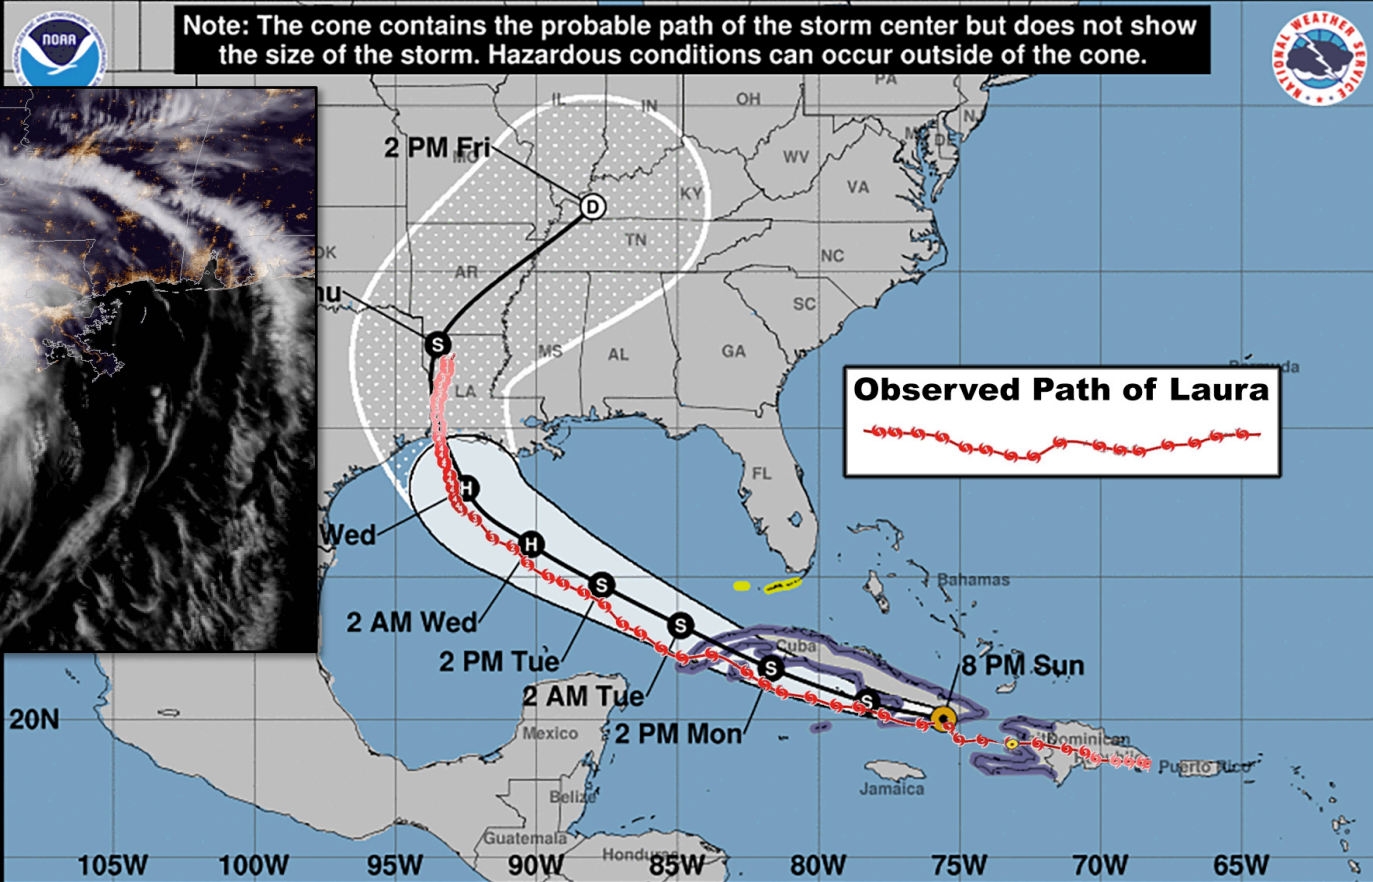 Note: The cone contains the probable path of the storm center but does not show
the size of the storm. Hazardous conditions can occur outside of the cone.
NOAA
NATIONAL WEATHER SERVICE
IL
IN
OH
PA
NJ
2 PM Fri
MO
WV
DE
VA
KY
D
TN
NC
OK
AR
SC
hu
S
MS
AL
GA
LA
Observed Path of Laura
FL
H
Wed
H
S
Bahamas
2 AM Wed
S
Cuba
2 PM Tue
S
8 PM Sun
2 AM Tue
S
20N
2 PM Mon
Mexico
Dominican
Puerto Rico
Jamaica
Belize
Guatemala
Honduras
105W
100W
95W
90W
85W
80W
75W
70W
65W